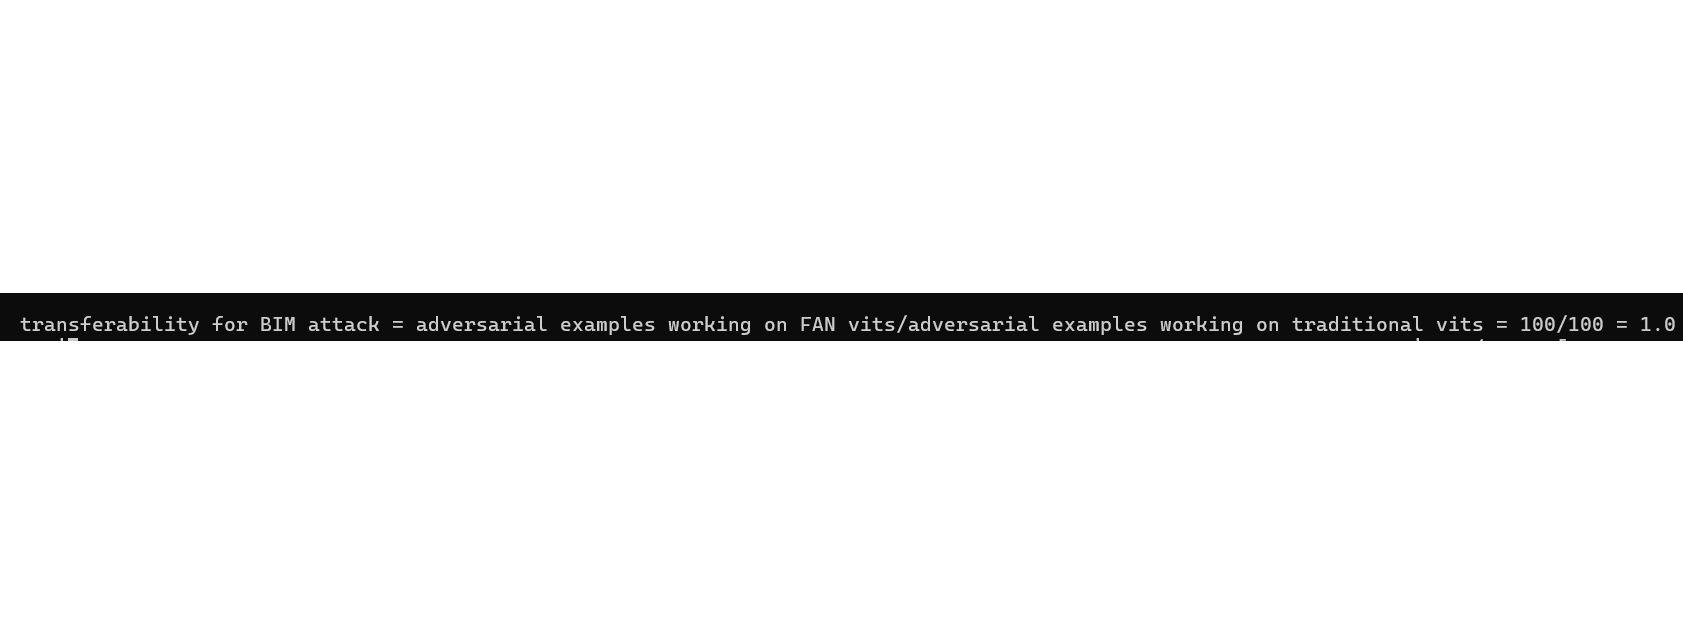 transferability for BIM attack = adversarial examples working on FAN vits/adversarial examples working on traditional vits = 100/100 = 1.0